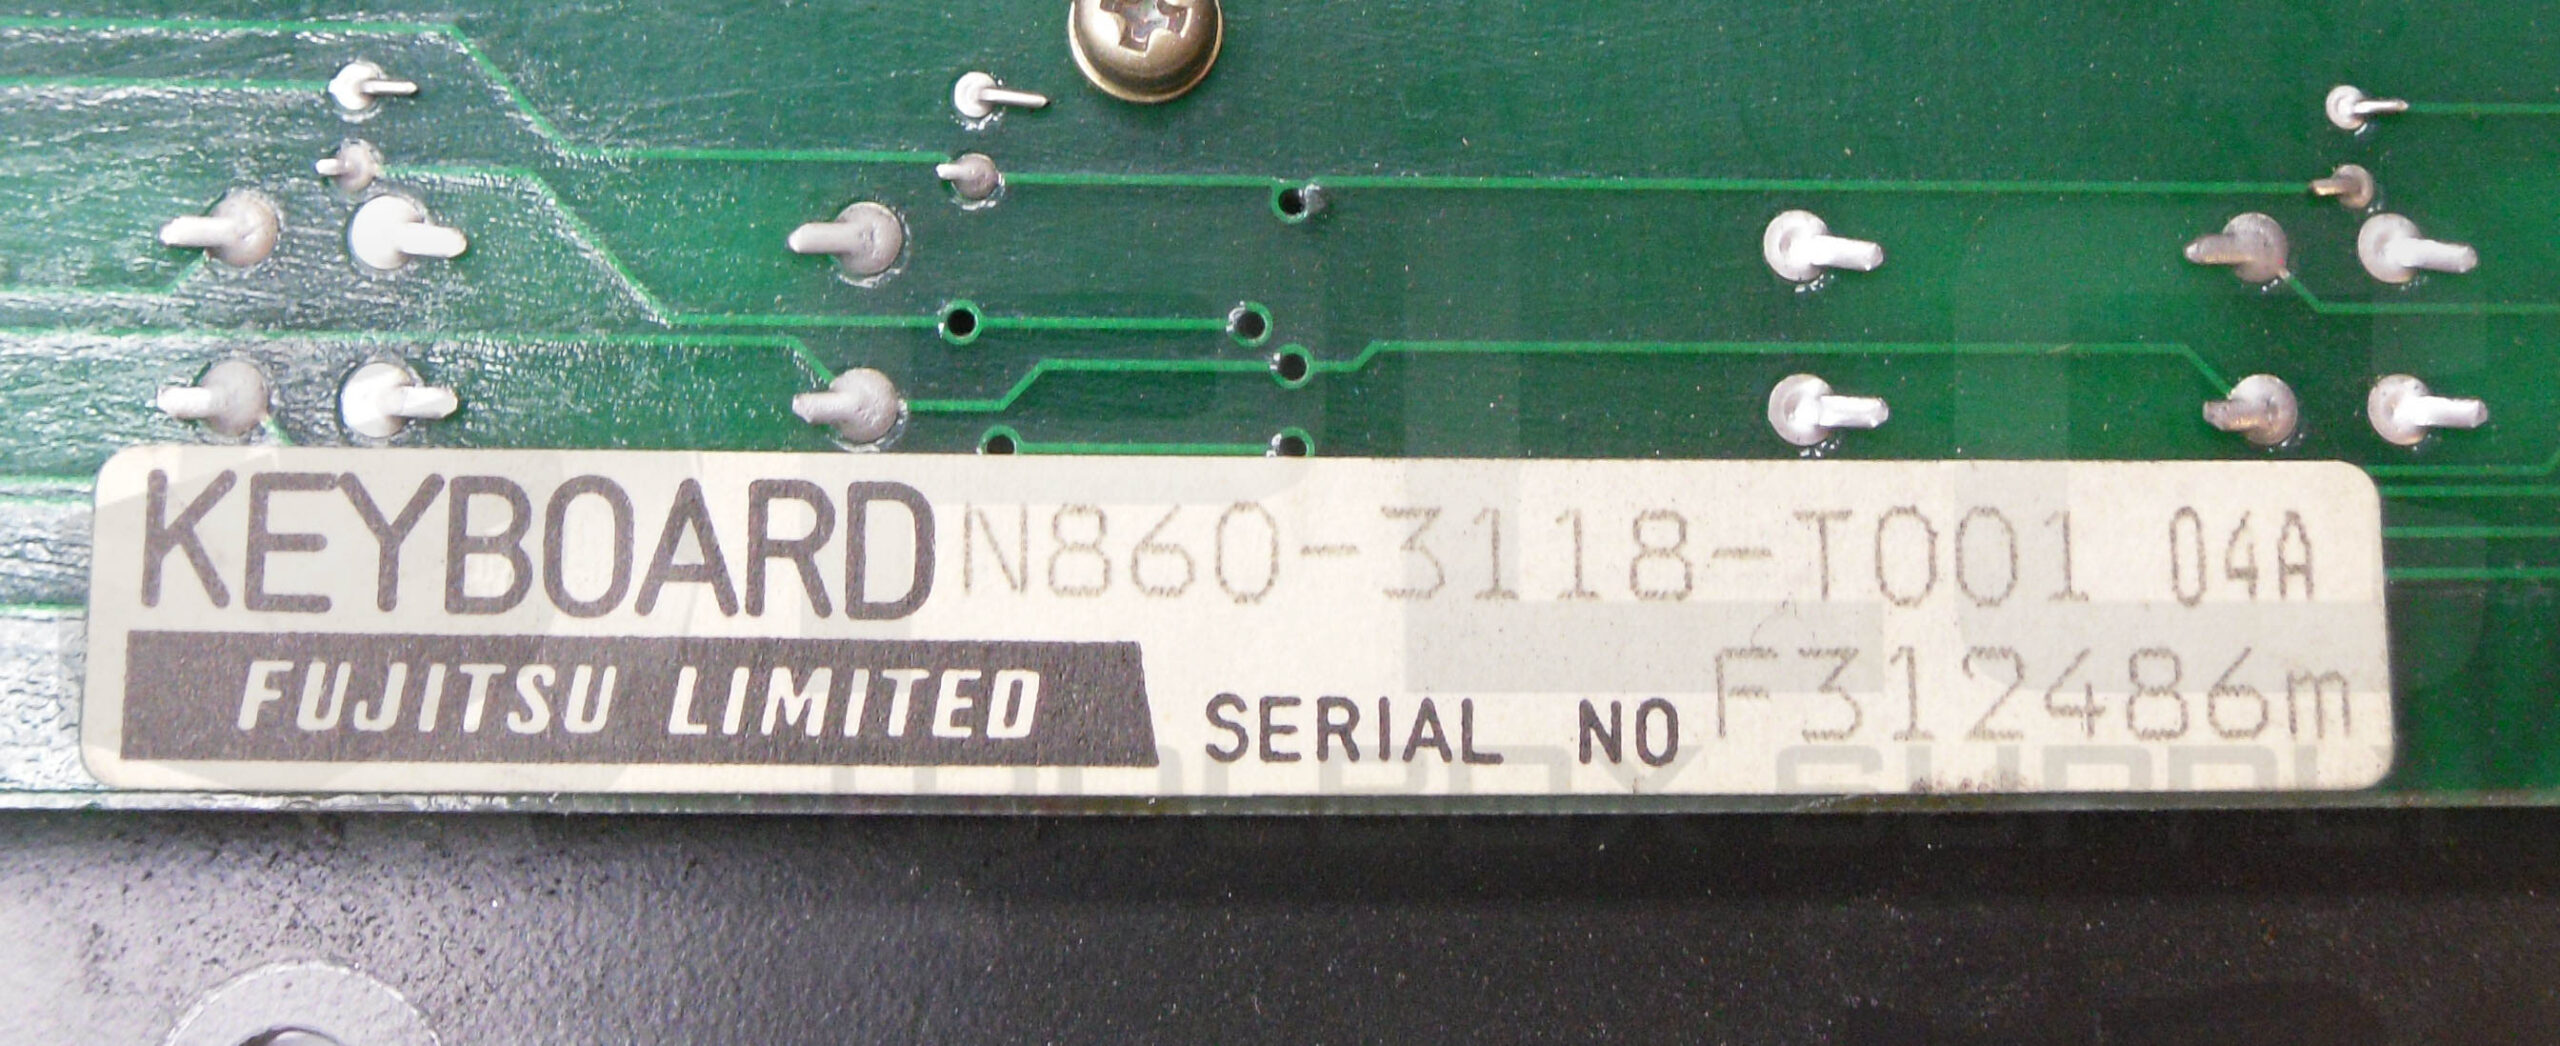 KEYBOARD N860-3118-T001 04A
FUJITSU LIMITED SERIAL NO F312486m